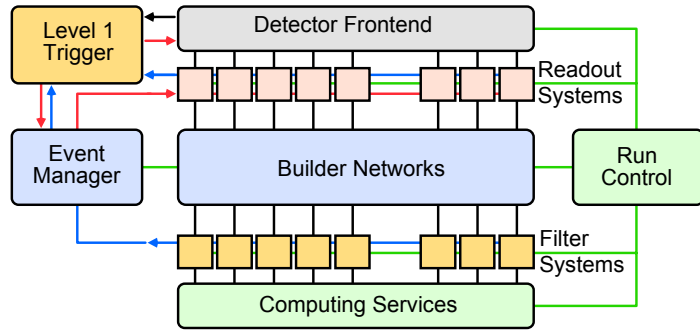 Level 1
Trigger
Detector Frontend
Readout
Systems
Event
Manager
Builder Networks
Run
Control
Filter
Systems
Computing Services